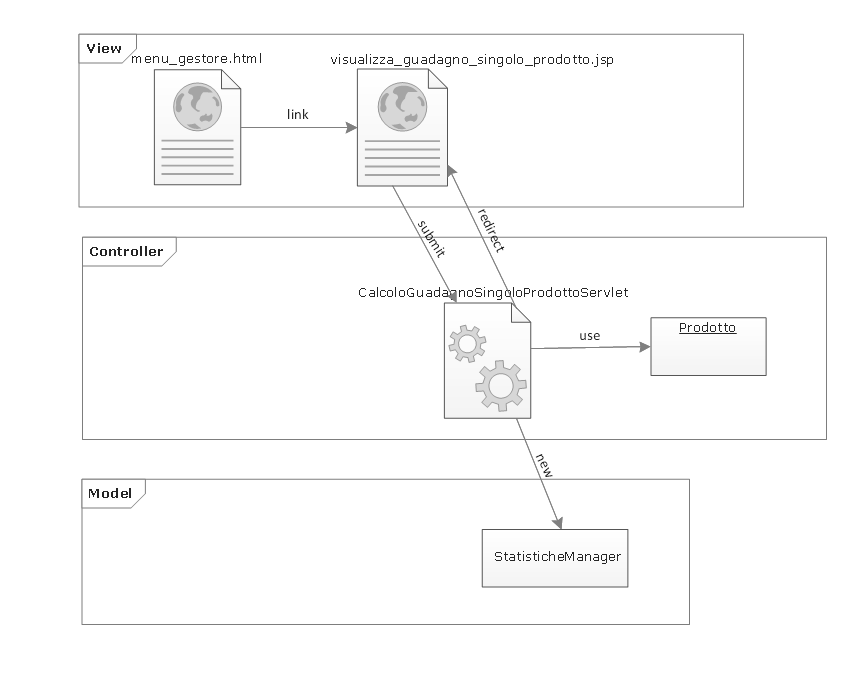 View
menu_gestore.html
visualizza_guadagno_singolo_prodotto.jsp
link
submit
redirect
Controller
CalcoloGuadagnoSingoloProdottoServlet
use
Prodotto
new
Model
StatisticheManager